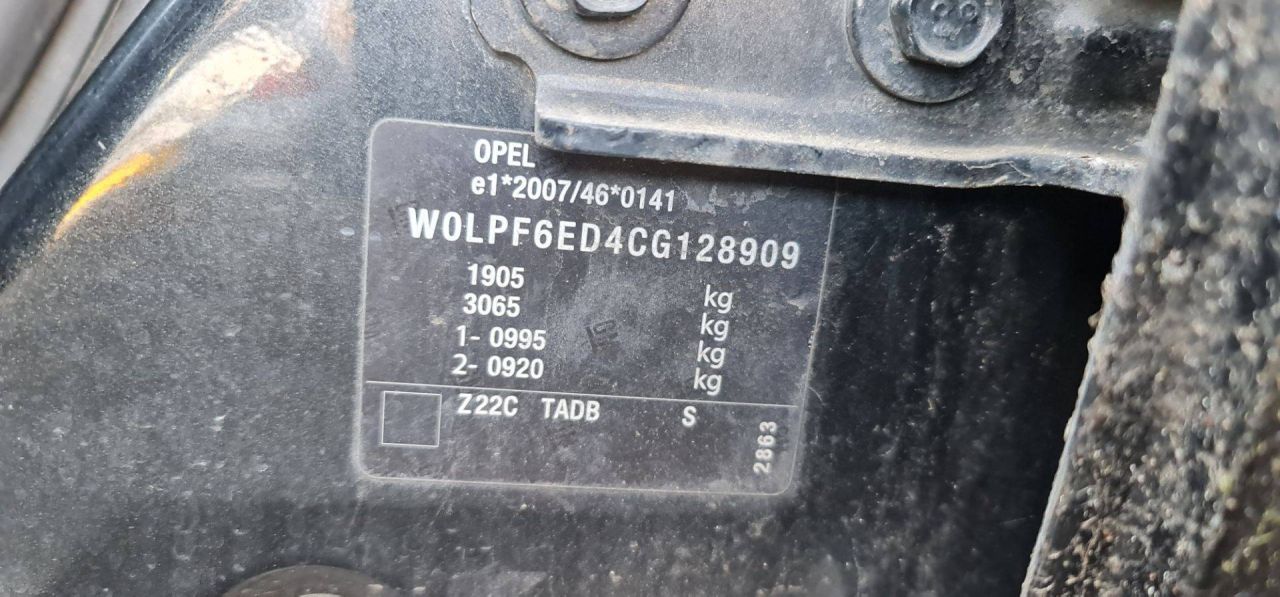 OPEL
e1*2007/46*0141
W0LPF6ED4CG128909
1905 kg
3065 kg
1- 0995 kg
2- 0920 kg
Z22C TADB S
2863